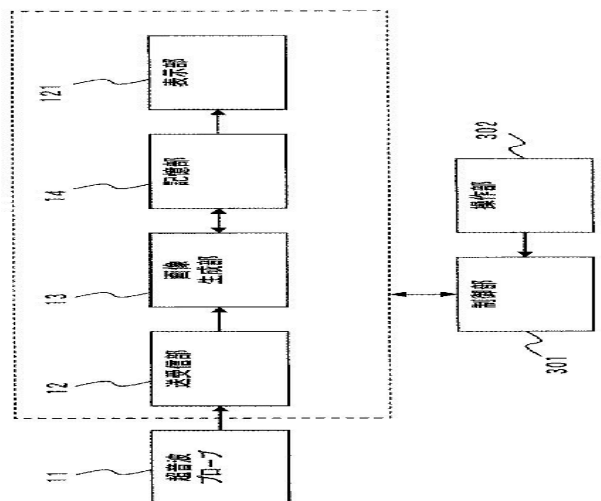 11
超音波
プローブ
12
送受信部
13
画像
生成部
14
記憶部
121
表示部
301
制御部
302
操作部